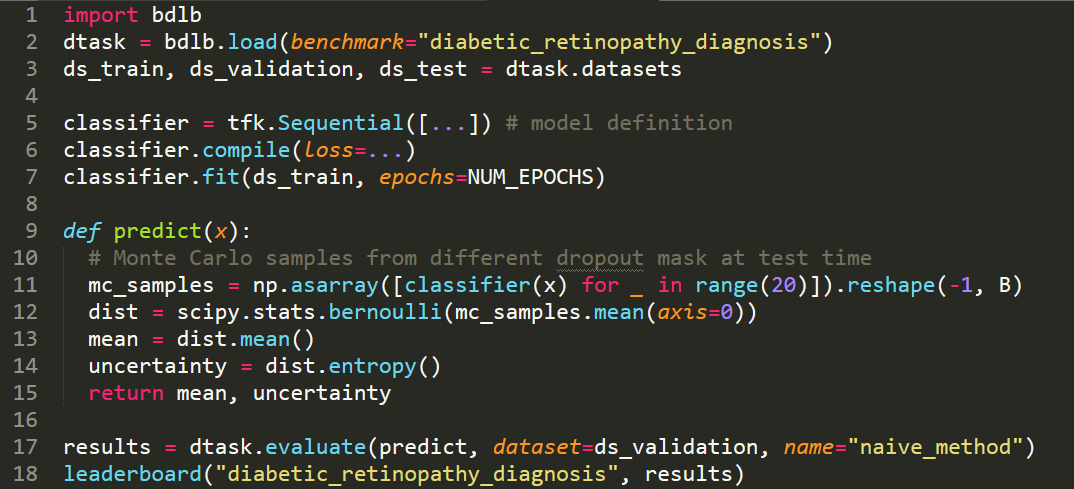 1 import bdlb
2 dtask = bdlb.load(benchmark="diabetic_retinopathy_diagnosis")
3 ds_train, ds_validation, ds_test = dtask.datasets
4
5 classifier = tfk.Sequential([...]) # model definition
6 classifier.compile(loss=...)
7 classifier.fit(ds_train, epochs=NUM_EPOCHS)
8
9 def predict(x):
10   # Monte Carlo samples from different dropout mask at test time
11   mc_samples = np.asarray([classifier(x) for _ in range(20)]).reshape(-1, B)
12   dist = scipy.stats.bernoulli(mc_samples.mean(axis=0))
13   mean = dist.mean()
14   uncertainty = dist.entropy()
15   return mean, uncertainty
16
17 results = dtask.evaluate(predict, dataset=ds_validation, name="naive_method")
18 leaderboard("diabetic_retinopathy_diagnosis", results)